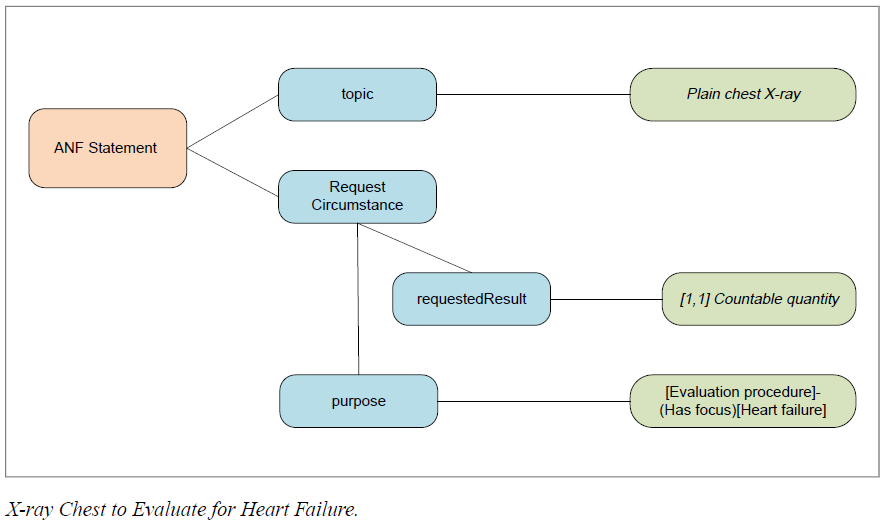 topic
Plain chest X-ray
ANF Statement
Request
Circumstance
requestedResult
[1,1] Countable quantity
purpose
[Evaluation procedure]-
(Has focus)[Heart failure]
X-ray Chest to Evaluate for Heart Failure.